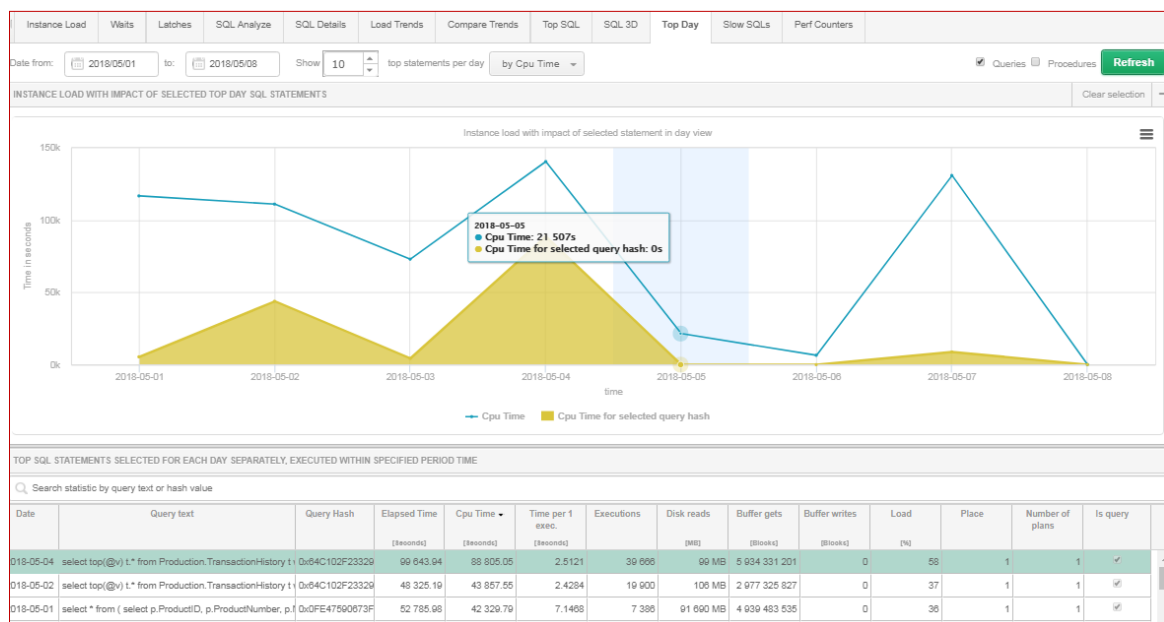 Instance Load Waits Latches SQL Analyze SQL Details Load Trends Compare Trends Top SQL SQL 3D Top Day Slow SQLs Perf Counters
Date from: 2018/05/01 to: 2018/05/08 Show 10 top statements per day by Cpu Time Queries Procedures Refresh
INSTANCE LOAD WITH IMPACT OF SELECTED TOP DAY SQL STATEMENTS Clear selection
Instance load with impact of selected statement in day view
150k
100k
50k
0k
Time in seconds
2018-05-05
Cpu Time: 21 507s
Cpu Time for selected query hash: 0s
2018-05-01 2018-05-02 2018-05-03 2018-05-04 2018-05-05 2018-05-06 2018-05-07 2018-05-08
time
Cpu Time Cpu Time for selected query hash
TOP SQL STATEMENTS SELECTED FOR EACH DAY SEPARATELY, EXECUTED WITHIN SPECIFIED PERIOD TIME
Search statistic by query text or hash value
Date Query text Query Hash Elapsed Time Cpu Time Time per 1 exec. Executions Disk reads Buffer gets Buffer writes Load Place Number of plans Is query
[Seconds] [Seconds] [Seconds] [MB] [Blooks] [Blooks] [%]
018-05-04 select top(@v) t.* from Production.TransactionHistory t 0x64C102F23329 99 643.94 88 805.05 2.5121 39 666 99 MB 5 934 331 201 0 58 1 1
018-05-02 select top(@v) t.* from Production.TransactionHistory t 0x64C102F23329 48 325.19 43 857.55 2.4284 19 900 106 MB 2 977 325 827 0 37 1 1
018-05-01 select * from ( select p.ProductID, p.ProductNumber, p.l 0x0FE47590673F 52 785.98 42 329.79 7.1468 7 386 91 690 MB 4 939 483 535 0 36 1 1